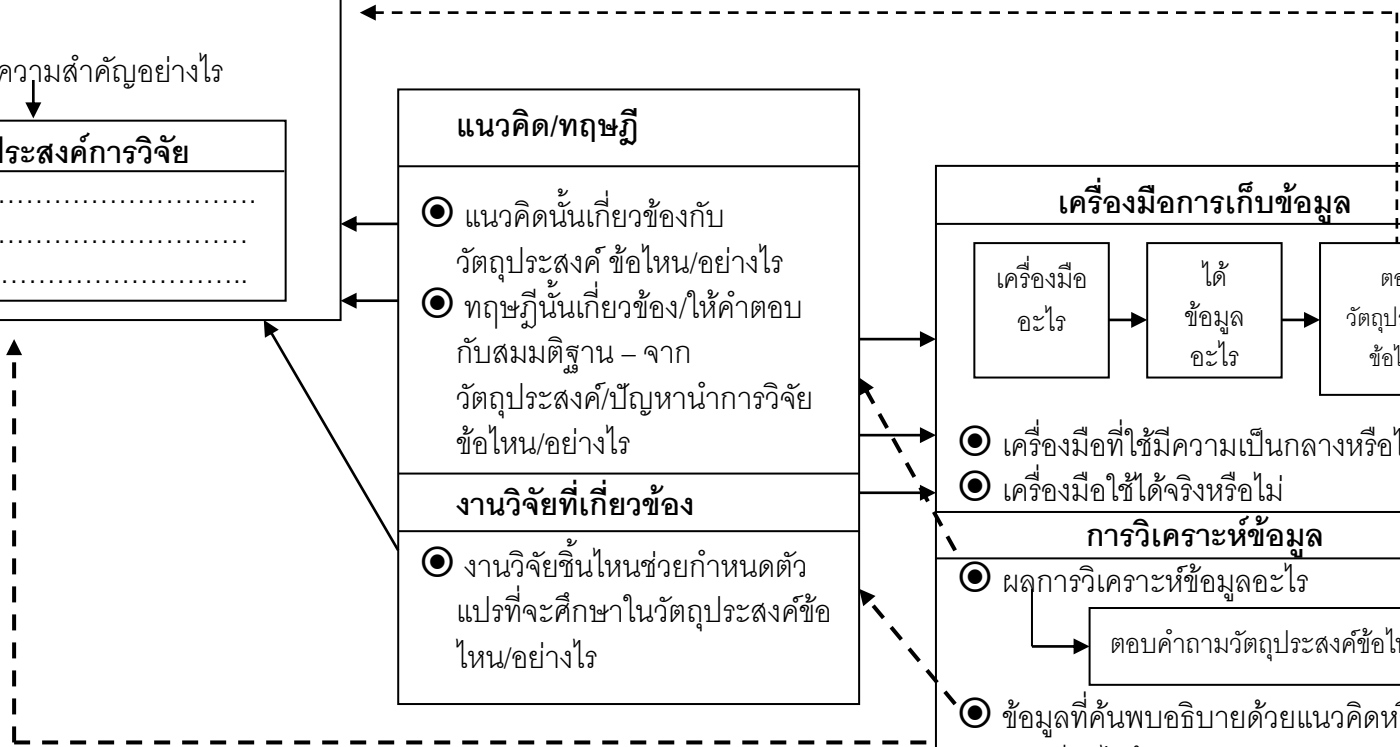 ความสำคัญอย่างไร
ประสงค์การวิจัย
แนวคิด/ทฤษฎี
แนวคิดนั้นเกี่ยวข้องกับ
วัตถุประสงค์ ข้อไหน/อย่างไร
ทฤษฎีนั้นเกี่ยวข้อง/ให้คำตอบ
กับสมมติฐาน – จาก
วัตถุประสงค์/ปัญหานำการวิจัย
ข้อไหน/อย่างไร
งานวิจัยที่เกี่ยวข้อง
งานวิจัยชิ้นไหนช่วยกำหนดตัว
แปรที่จะศึกษาในวัตถุประสงค์ข้อ
ไหน/อย่างไร
เครื่องมือการเก็บข้อมูล
เครื่องมือ
อะไร
ได้
ข้อมูล
อะไร
เครื่องมือที่ใช้มีความเป็นกลางหรือ
เครื่องมือใช้ได้จริงหรือไม่
การวิเคราะห์ข้อมูล
ผลการวิเคราะห์ข้อมูลอะไร
ตอบคำถามวัตถุประสงค์
ข้อมูลที่ค้นพบอธิบายด้วยแนวคิด